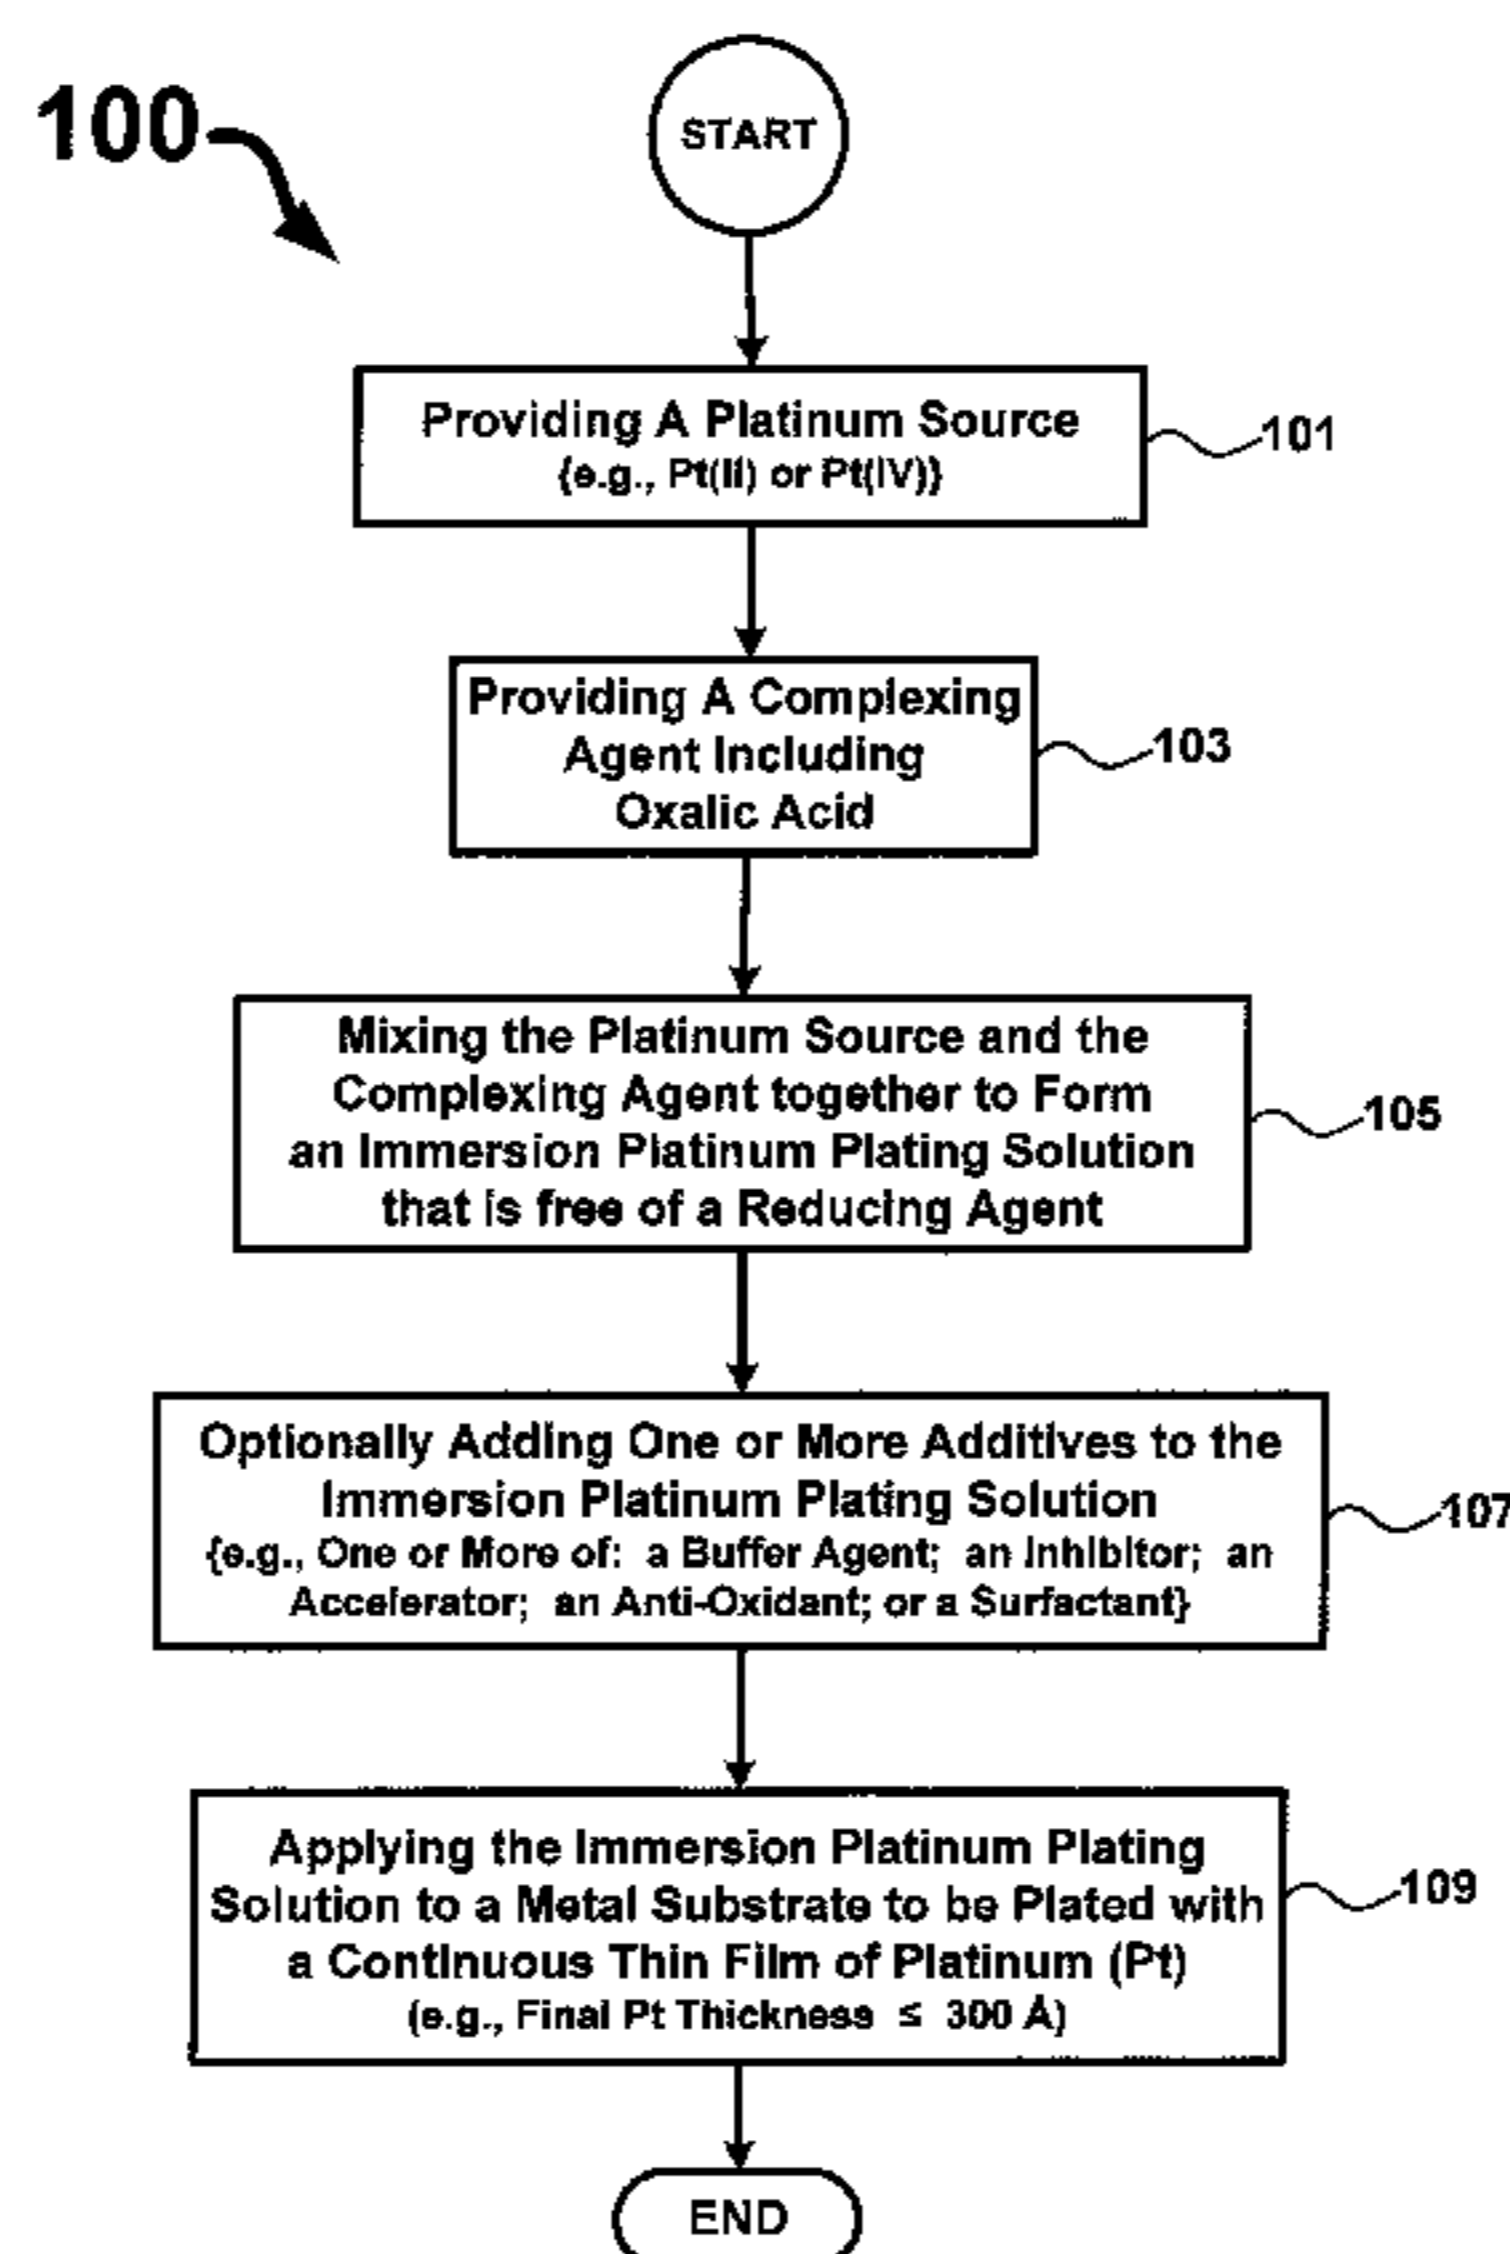 100
START
Providing A Platinum Source
{e.g., Pt(II) or Pt(IV)}
101
Providing A Complexing
Agent Including
Oxalic Acid
103
Mixing the Platinum Source and the
Complexing Agent together to Form
an Immersion Platinum Plating Solution
that is free of a Reducing Agent
105
Optionally Adding One or More Additives to the
Immersion Platinum Plating Solution
{e.g., One or More of: a Buffer Agent; an Inhibitor; an
Accelerator; an Anti-Oxidant; or a Surfactant}
107
Applying the Immersion Platinum Plating
Solution to a Metal Substrate to be Plated with
a Continuous Thin Film of Platinum (Pt)
(e.g., Final Pt Thickness ≤ 300 Å)
109
END